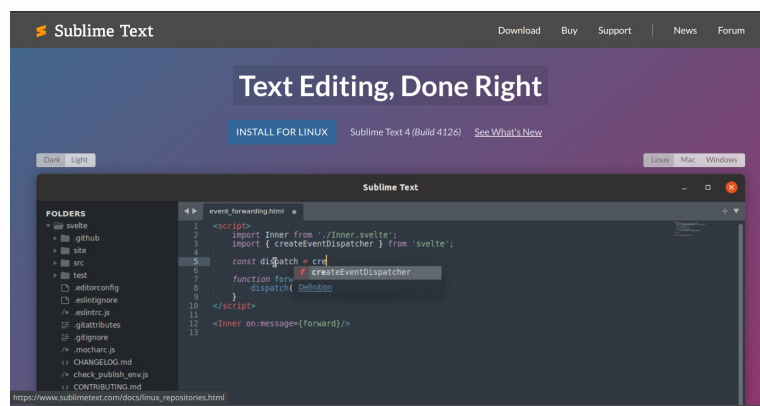 Sublime Text
Download Buy Support News Forum
Text Editing, Done Right
INSTALL FOR LINUX Sublime Text 4 (Build 4126) See What's New
Dark Light
Linux Mac Windows
Sublime Text
FOLDERS
svelte
.github
site
src
test
.editorconfig
.eslintignore
.eslintrc.js
.gitattributes
.gitignore
.mocharc.js
CHANGELOG.md
check_publish_env.js
CONTRIBUTING.md
event_forwarding.html
1 <script>
2 import Inner from './Inner.svelte';
3 import { createEventDispatcher } from 'svelte';
4
5 const dispatch = cre
f createEventDispatcher
Definition
6
7 function forw
8 dispatch(
9 }
10 </script>
11
12 <Inner on:message={forward}/>
13
https://www.sublimetext.com/docs/linux_repositories.html